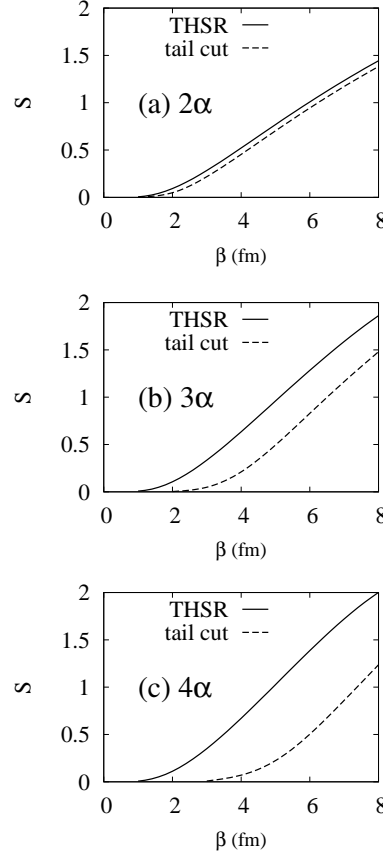 2
THSR
tail cut
1.5
S
1
(a) 2α
0.5
0
0 2 4 6 8
β (fm)
2
THSR
tail cut
1.5
S
1
(b) 3α
0.5
0
0 2 4 6 8
β (fm)
2
THSR
tail cut
1.5
S
1
(c) 4α
0.5
0
0 2 4 6 8
β (fm)